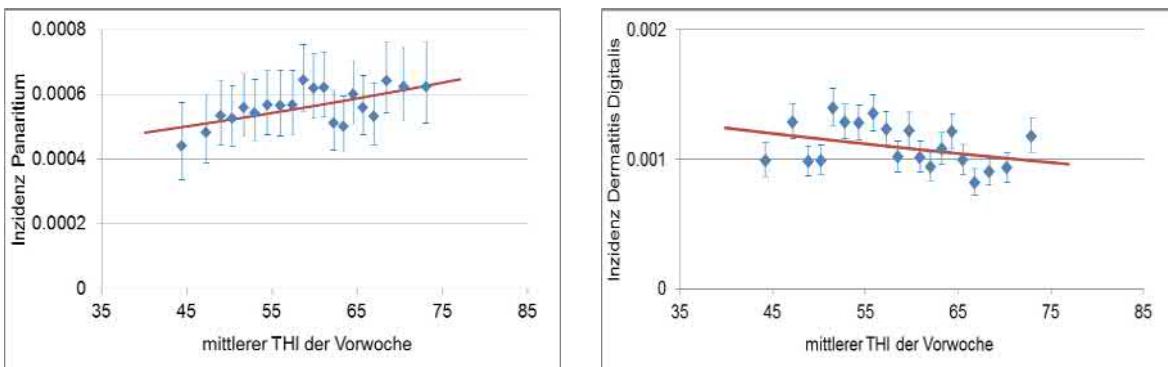 Inzidenz Panaritium
0.0008
0.0006
0.0004
0.0002
0
35 45 55 65 75 85
mittlerer THI der Vorwoche
Inzidenz Dermatitis Digitalis
0.002
0.001
0
35 45 55 65 75 85
mittlerer THI der Vorwoche